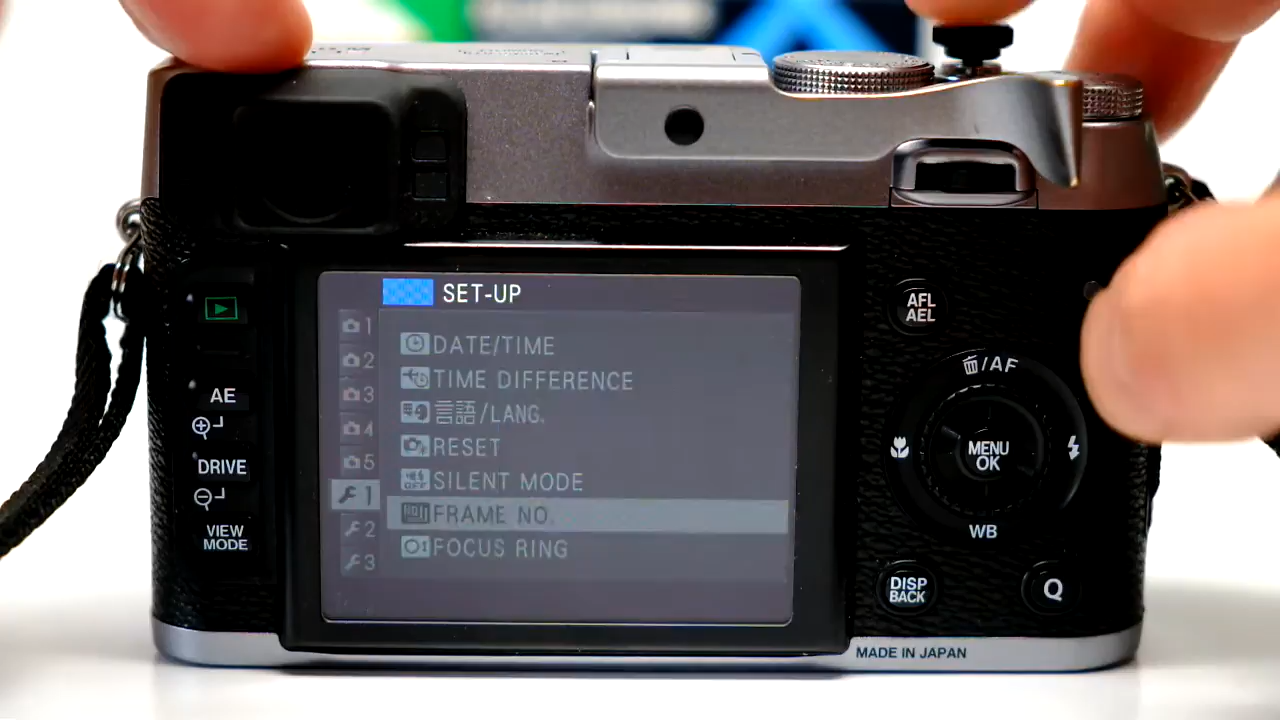 SET-UP
1
2
3
4
5
1
2
3
DATE/TIME
TIME DIFFERENCE
言語/LANG.
RESET
OFF
SILENT MODE
FRAME NO.
FOCUS RING
AE
DRIVE
VIEW
MODE
AFL
AEL
/AF
MENU
OK
WB
DISP
BACK
Q
MADE IN JAPAN